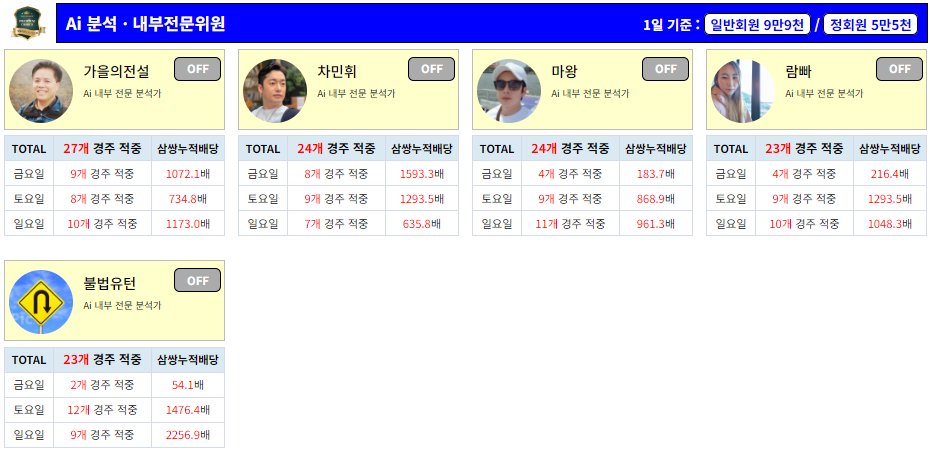 Ai 분석 · 내부전문위원
1일 기준 : 일반회원 9만9천 / 정회원 5만5천
가을의전설 OFF
Ai 내부 전문 분석가
TOTAL 27개 경주 적중 삼쌍누적배당
금요일 9개 경주 적중 1072.1배
토요일 8개 경주 적중 734.8배
일요일 10개 경주 적중 1173.0배
차민휘 OFF
Ai 내부 전문 분석가
TOTAL 24개 경주 적중 삼쌍누적배당
금요일 8개 경주 적중 1593.3배
토요일 9개 경주 적중 1293.5배
일요일 7개 경주 적중 635.8배
마왕 OFF
Ai 내부 전문 분석가
TOTAL 24개 경주 적중 삼쌍누적배당
금요일 4개 경주 적중 183.7배
토요일 9개 경주 적중 868.9배
일요일 11개 경주 적중 961.3배
람빠 OFF
Ai 내부 전문 분석가
TOTAL 23개 경주 적중 삼쌍누적배당
금요일 4개 경주 적중 216.4배
토요일 9개 경주 적중 1293.5배
일요일 10개 경주 적중 1048.3배
불법유턴 OFF
Ai 내부 전문 분석가
TOTAL 23개 경주 적중 삼쌍누적배당
금요일 2개 경주 적중 54.1배
토요일 12개 경주 적중 1476.4배
일요일 9개 경주 적중 2256.9배